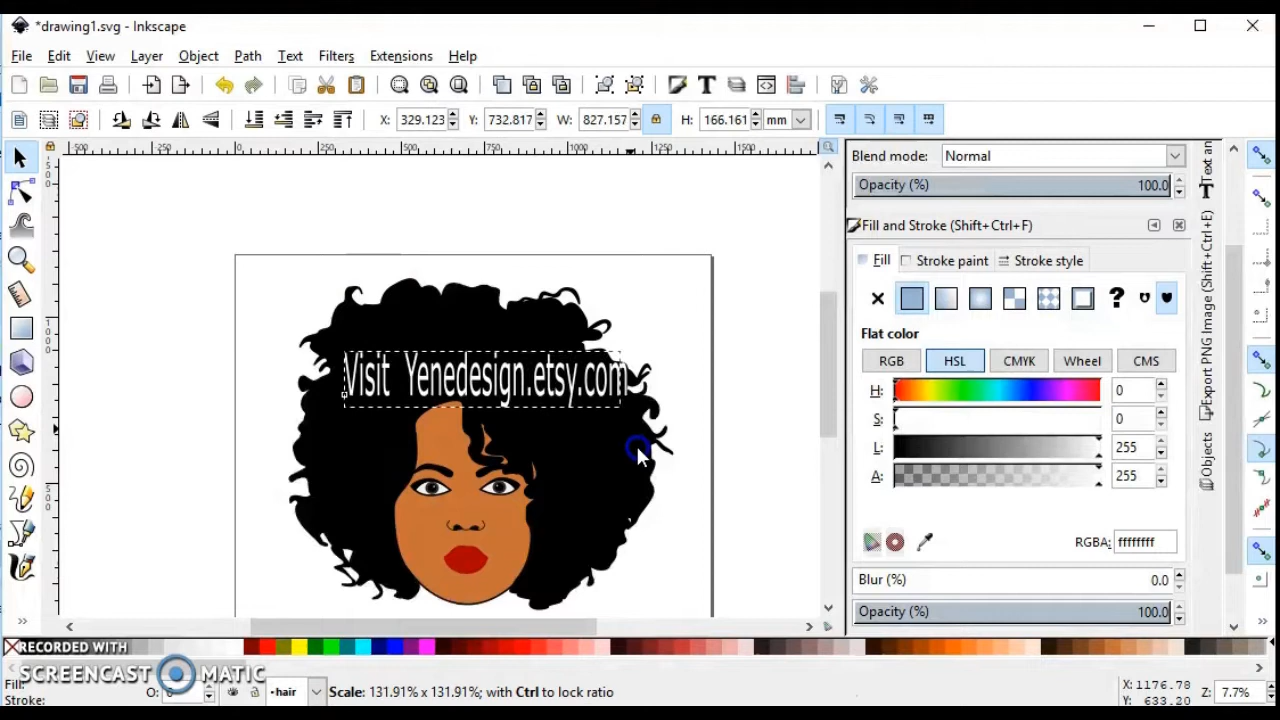 *drawing1.svg - Inkscape
File Edit View Layer Object Path Filters Text Extensions Help
X: 329.123 Y: 732.817 W: 827.157 H: 166.161 mm
Blend mode: Normal
Opacity (%) 100.0
Fill and Stroke (Shift+Ctrl+F)
Fill Stroke paint Stroke style
Flat color
RGB HSL CMYK Wheel CMS
H: 0
S: 0
L: 255
A: 255
RGBA: ffffffff
Blur (%) 0.0
Opacity (%) 100.0
Text an
Export PNG Image (Shift+Ctrl+E)
Objects
Visit Yenedesign.etsy.com
RECORDED WITH
SCREENCAST MATIC
Fill:
Stroke:
O:
hair
Scale: 131.91% x 131.91%; with Ctrl to lock ratio
X: 1176.78
Y: 633.20
Z: 7.7%